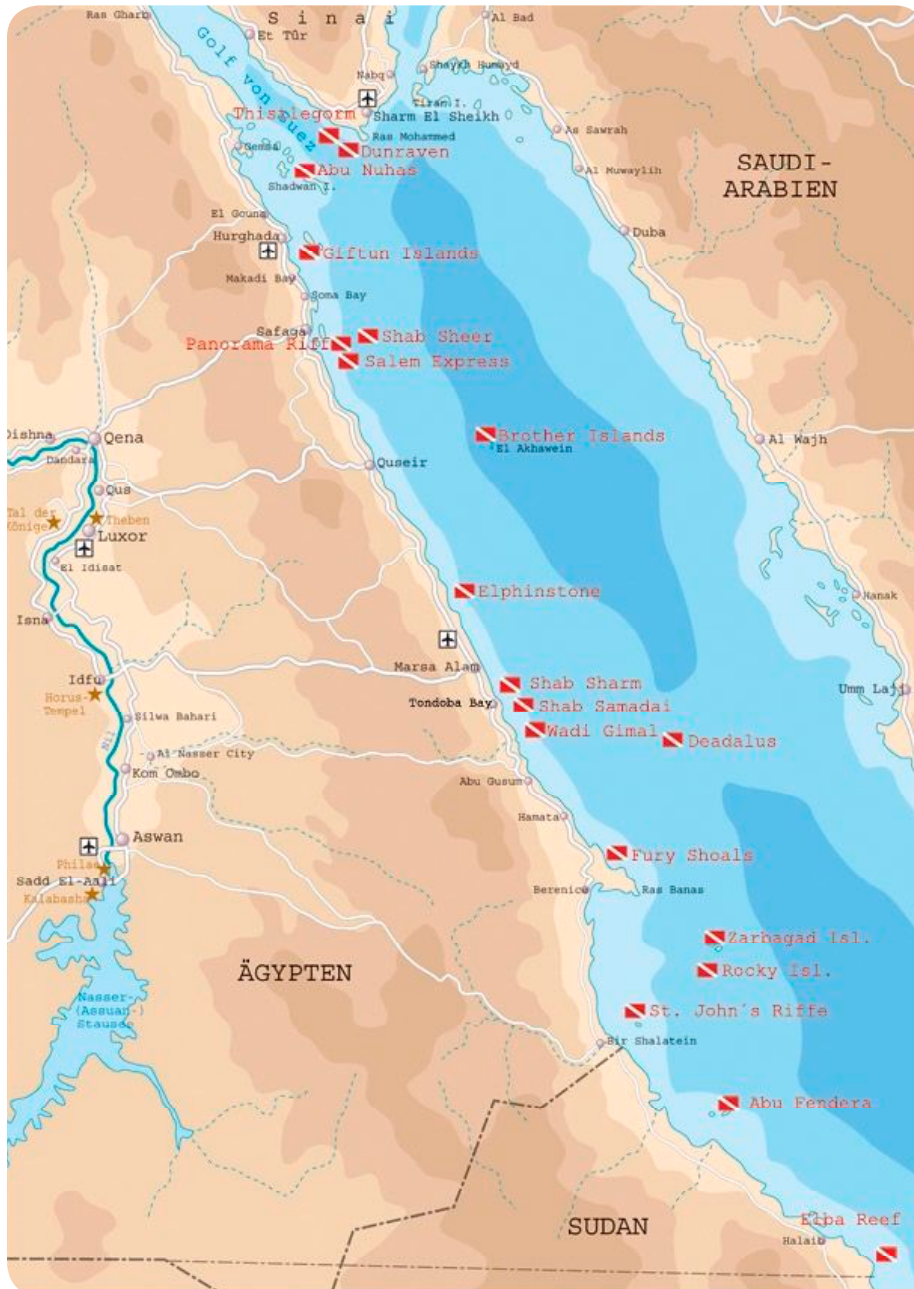 Ras Gharb
Sinai
Al Bad
Et Tûr
Golf von Suez
Nabq
Shaykh Humayd
Tiran I.
Thistlegorm
Sharm El Sheikh
Ras Mohammed
As Sawrah
Gemsa
Dunraven
SAUDI-
ARABIEN
Abu Nuhas
Al Muwaylih
Shadwan I.
El Gouna
Hurghada
Duba
Giftun Islands
Makadi Bay
Soma Bay
Safaga
Shab Sheer
Panorama Riff
Salem Express
Dishna
Qena
Brother Islands
El Akhawein
Al Wajh
Dandara
Quseir
Qus
Tal der
Könige
Theben
Luxor
El Idisat
Elphinstone
Hanak
Isna
Marsa Alam
Idfu
Shab Sharm
Umm Lajj
Horus-
Tempel
Tondoba Bay
Shab Samadai
Silwa Bahari
Wadi Gimal
Deadalus
Nil
Al Nasser City
Kom Ombo
Abu Gusum
Hamata
Aswan
Fury Shoals
Philae
Sadd El-Aali
Kalabasha
Berenice
Ras Banas
Zarbagad Isl.
ÄGYPTEN
Rocky Isl.
Nasser-
(Assuan-)
Stausee
St. John´s Riffe
Bir Shalatein
Abu Fendera
SUDAN
Elba Reef
Halaib